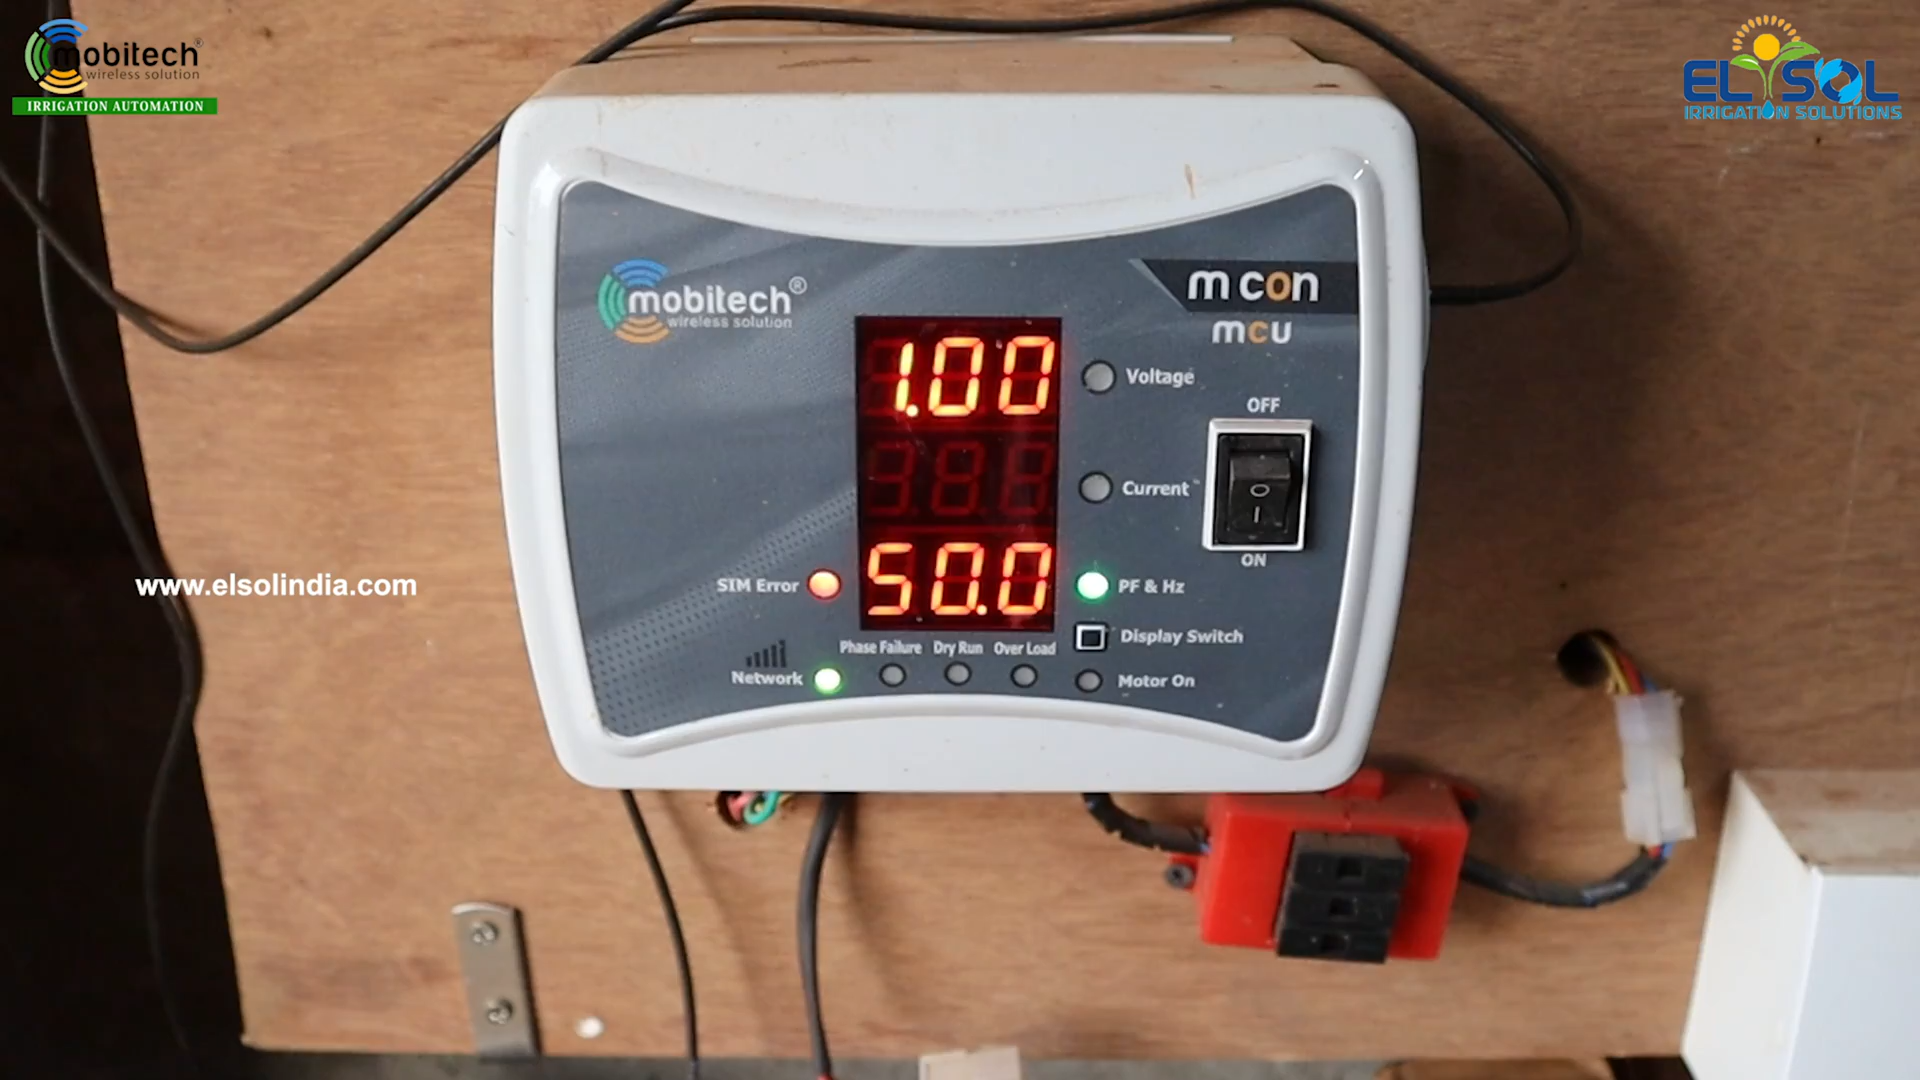 mobitech®
wireless solution
IRRIGATION AUTOMATION
EL SOL
IRRIGATION SOLUTIONS
mobitech®
wireless solution
m con
mcu
1.00
Voltage
OFF
Current
ON
50.0
SIM Error
PF & Hz
Display Switch
Phase Failure Dry Run Over Load
Network
Motor On
www.elsolindia.com